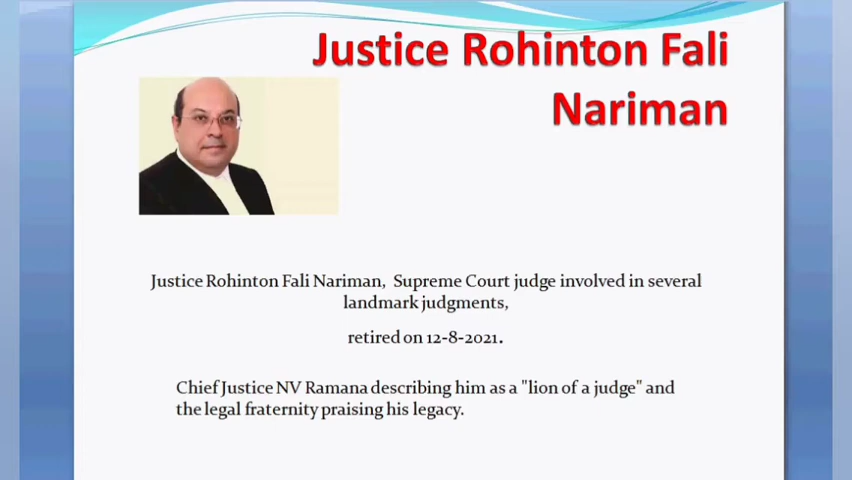 Justice Rohinton Fali
Nariman
Justice Rohinton Fali Nariman, Supreme Court judge involved in several
landmark judgments,
retired on 12-8-2021.
Chief Justice NV Ramana describing him as a "lion of a judge" and
the legal fraternity praising his legacy.